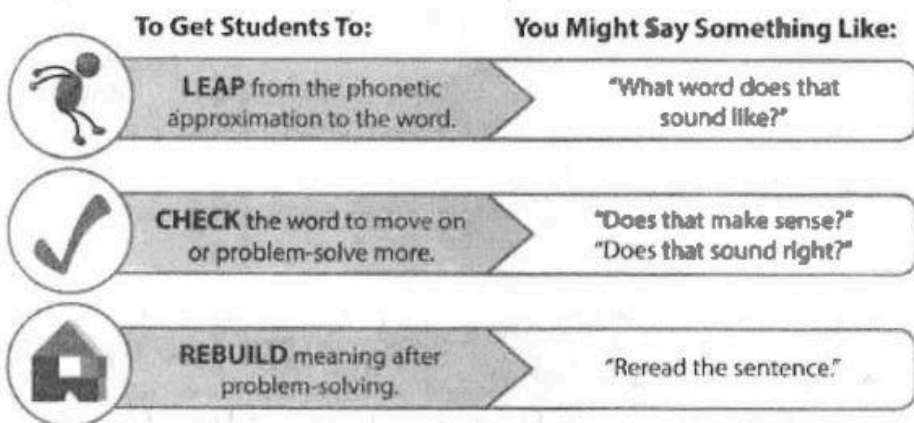 To Get Students To:
You Might Say Something Like:
LEAP from the phonetic
approximation to the word.
"What word does that
sound like?"
CHECK the word to move on
or problem-solve more.
"Does that make sense?"
"Does that sound right?"
REBUILD meaning after
problem-solving.
"Reread the sentence."